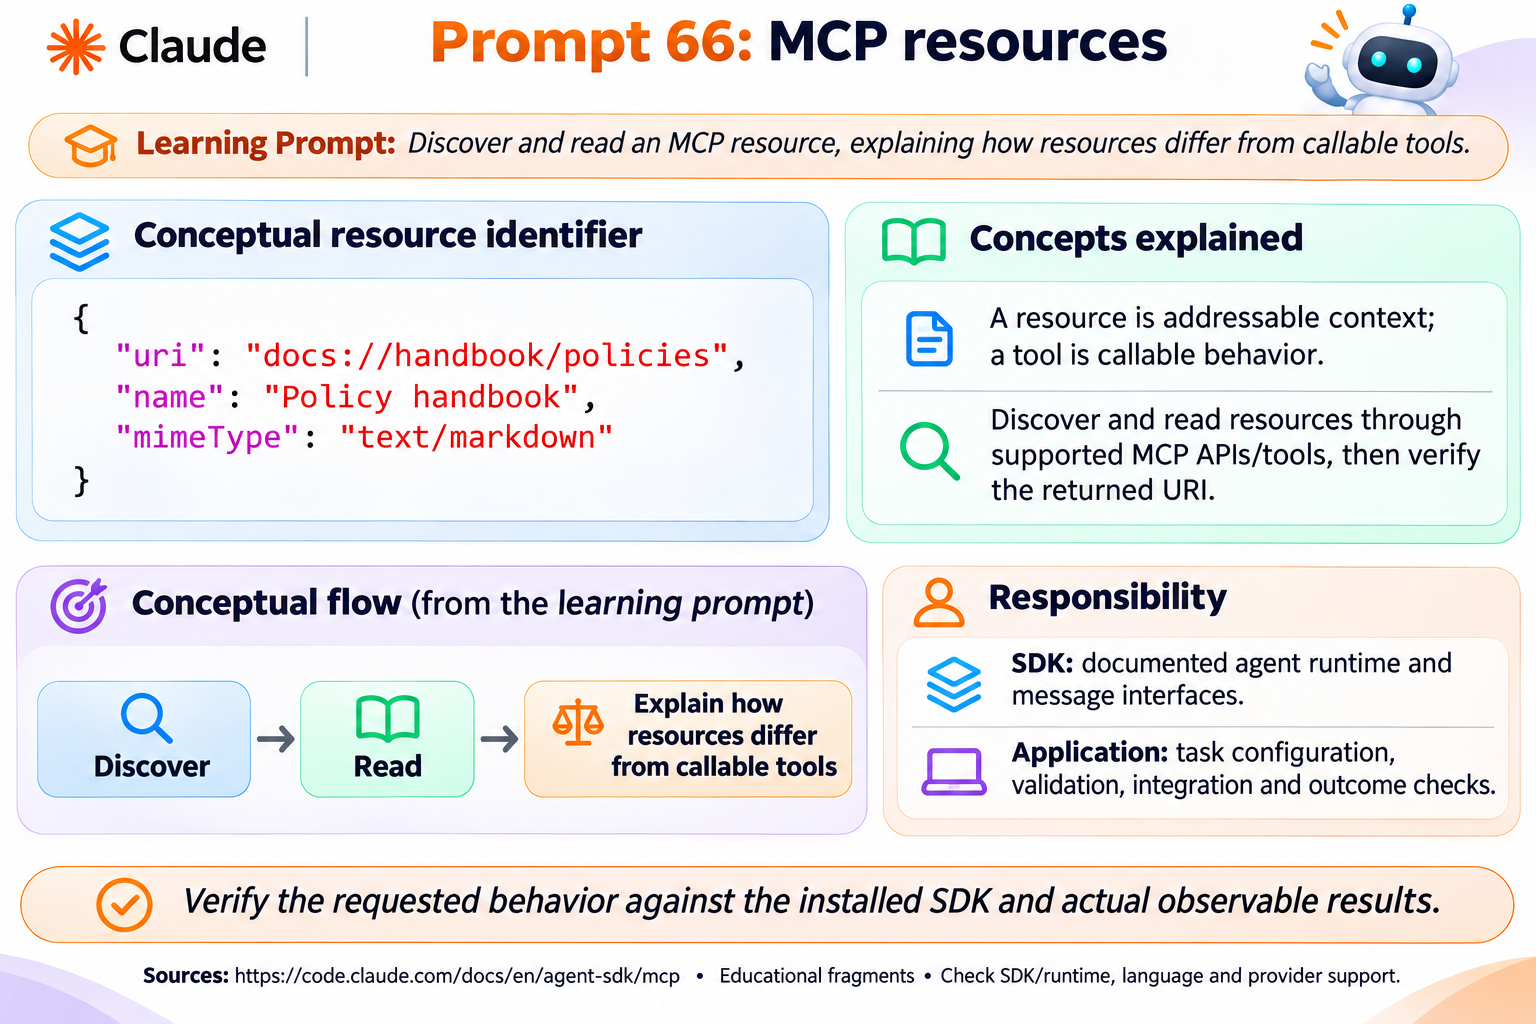 Claude
Prompt 66: MCP resources
Learning Prompt: Discover and read an MCP resource, explaining how resources differ from callable tools.
Conceptual resource identifier
{
"uri": "docs://handbook/policies",
"name": "Policy handbook",
"mimeType": "text/markdown"
}
Concepts explained
A resource is addressable context;
a tool is callable behavior.
Discover and read resources through
supported MCP APIs/tools, then verify
the returned URI.
Conceptual flow (from the learning prompt)
Discover
Read
Explain how
resources differ
from callable tools
Responsibility
SDK: documented agent runtime and
message interfaces.
Application: task configuration,
validation, integration and outcome checks.
Verify the requested behavior against the installed SDK and actual observable results.
Sources: https://code.claude.com/docs/en/agent-sdk/mcp • Educational fragments • Check SDK/runtime, language and provider support.